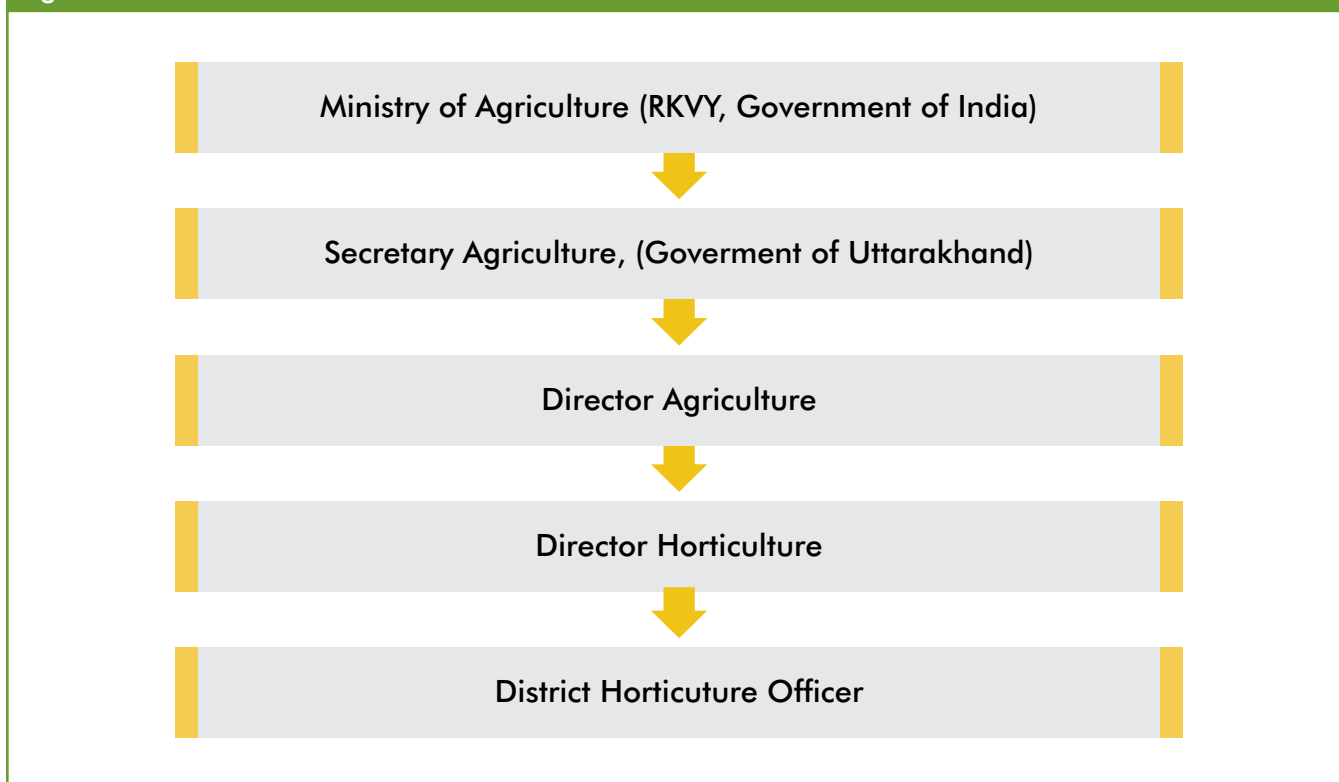 Ministry of Agriculture (RKVY, Government of India)
Secretary Agriculture, (Goverment of Uttarakhand)
Director Agriculture
Director Horticulture
District Horticuture Officer